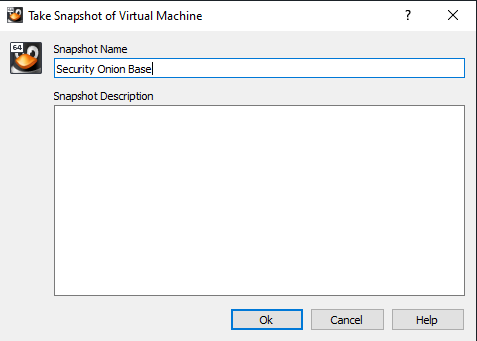 Take Snapshot of Virtual Machine
?
64
Snapshot Name
Security Onion Base
Snapshot Description
Ok
Cancel
Help